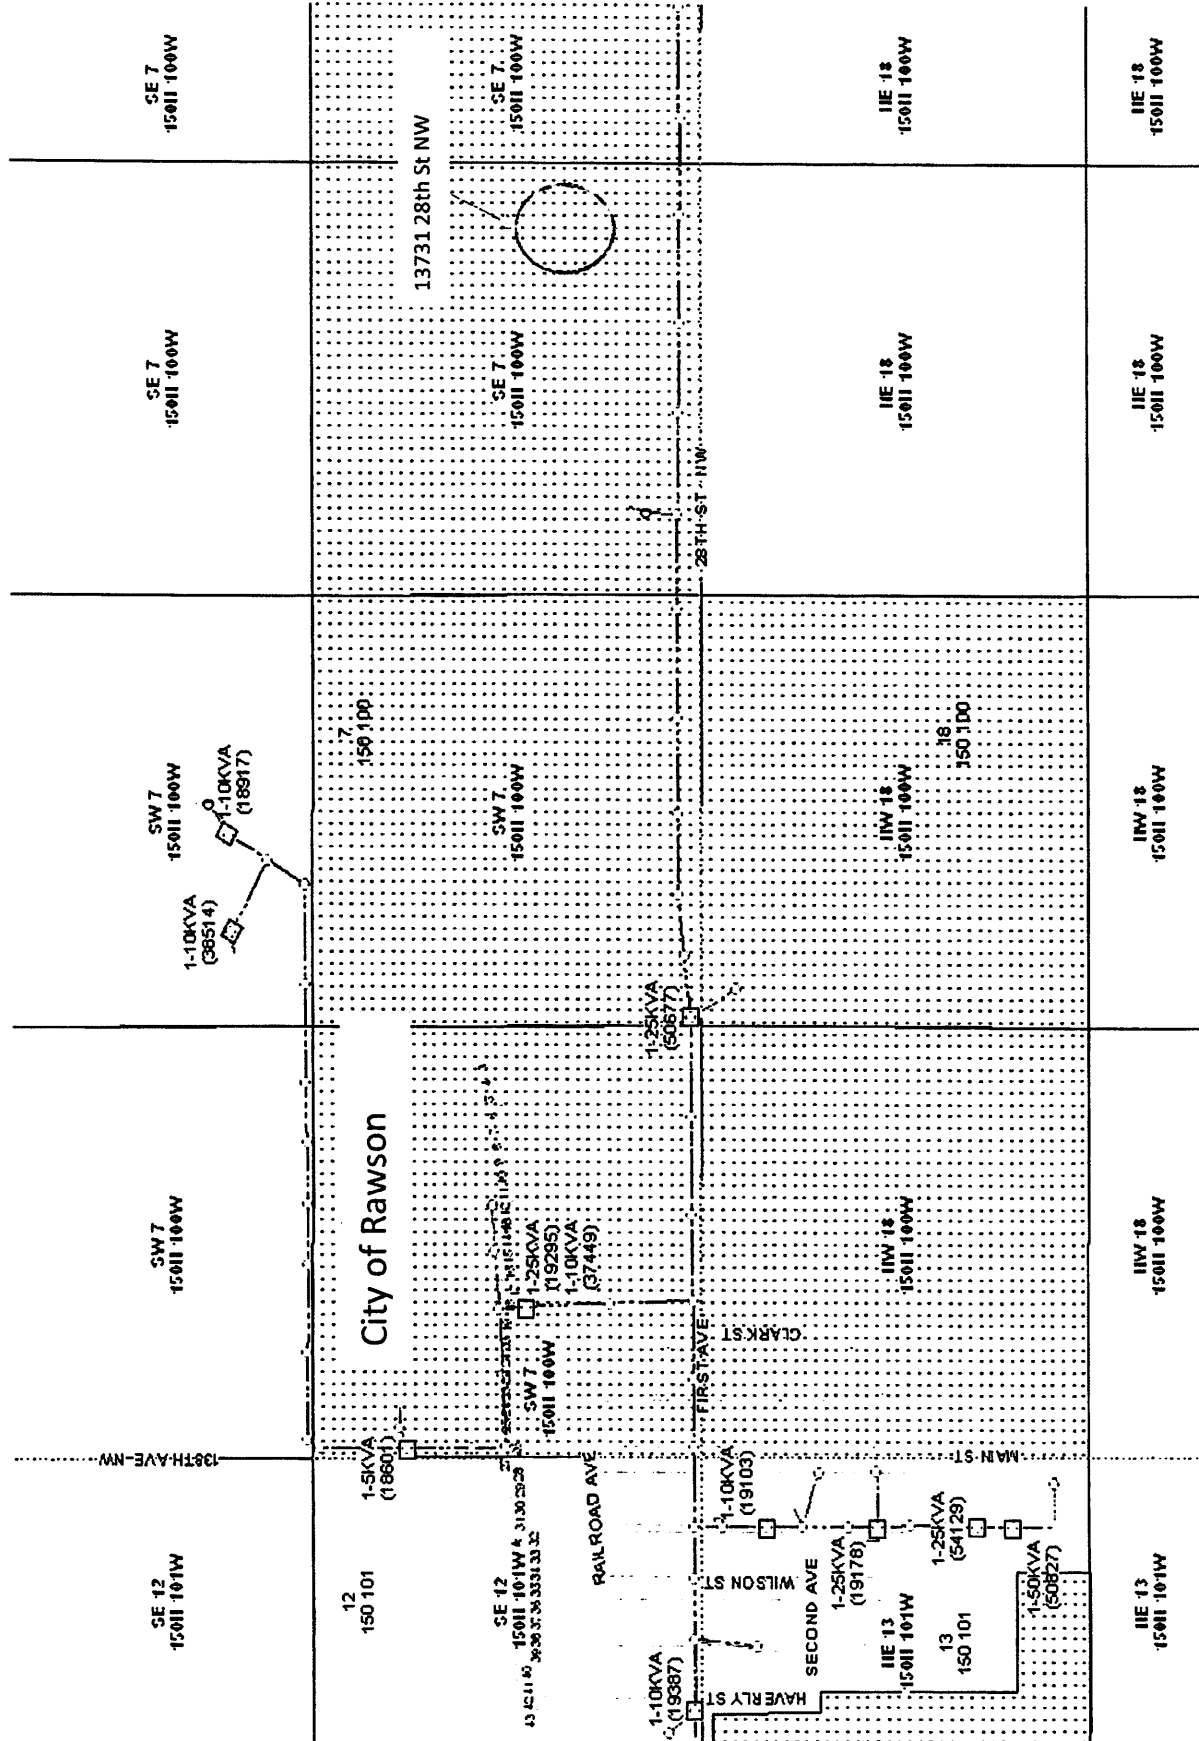 SE 12
150N 101W
SW 7
150N 100W
SW 7
150N 100W
SE 7
150N 100W
SE 7
150N 100W
138TH AVE NW
1-10KVA
(38514)
1-10KVA
(18917)
12
150 101
1-5KVA
(18601)
City of Rawson
7
150 100
13731 28th St NW
SE 12
150N 101W
SW 7
150N 100W
1-25KVA
(19295)
1-10KVA
(37449)
SW 7
150N 100W
SE 7
150N 100W
SE 7
150N 100W
RAILROAD AVE
1-10KVA
(19387)
1-25KVA
(50677)
FIRST AVE
28TH ST NW
HAVERLY ST
WILSON ST
1-10KVA
(19103)
CLARK ST
SECOND AVE
1-25KVA
(19178)
NE 13
150N 101W
NW 18
150N 100W
NW 18
150N 100W
NE 18
150N 100W
NE 18
150N 100W
13
150 101
1-25KVA
(54129)
18
150 100
MAIN ST
1-50KVA
(50827)
NE 13
150N 101W
NW 18
150N 100W
NW 18
150N 100W
NE 18
150N 100W
NE 18
150N 100W